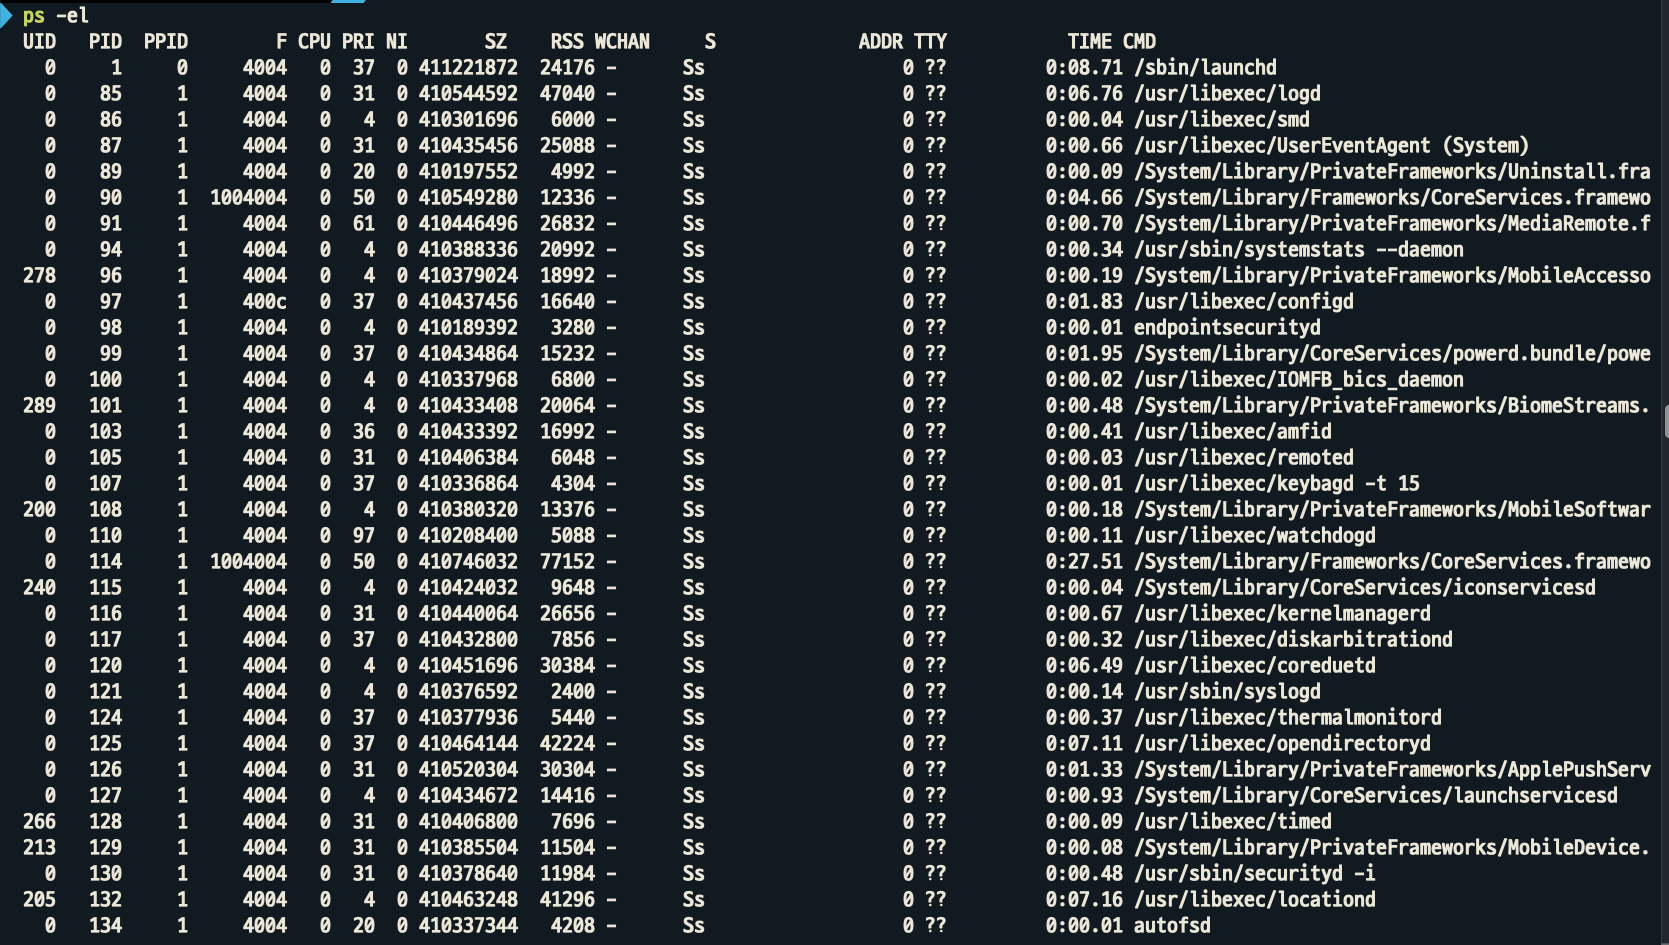 ps -el
UID PID PPID F CPU PRI NI SZ RSS WCHAN S ADDR TTY TIME CMD
0 1 0 4004 0 37 0 411221872 24176 - Ss 0 ?? 0:08.71 /sbin/launchd
0 85 1 4004 0 31 0 410544592 47040 - Ss 0 ?? 0:06.76 /usr/libexec/logd
0 86 1 4004 0 4 0 410301696 6000 - Ss 0 ?? 0:00.04 /usr/libexec/smd
0 87 1 4004 0 31 0 410435456 25088 - Ss 0 ?? 0:00.66 /usr/libexec/UserEventAgent (System)
0 89 1 4004 0 20 0 410197552 4992 - Ss 0 ?? 0:00.09 /System/Library/PrivateFrameworks/Uninstall.fra
0 90 1 1004004 0 50 0 410549280 12336 - Ss 0 ?? 0:04.66 /System/Library/Frameworks/CoreServices.framewo
0 91 1 4004 0 61 0 410446496 26832 - Ss 0 ?? 0:00.70 /System/Library/PrivateFrameworks/MediaRemote.f
0 94 1 4004 0 4 0 410388336 20992 - Ss 0 ?? 0:00.34 /usr/sbin/systemstats --daemon
278 96 1 4004 0 4 0 410379024 18992 - Ss 0 ?? 0:00.19 /System/Library/PrivateFrameworks/MobileAccesso
0 97 1 400c 0 37 0 410437456 16640 - Ss 0 ?? 0:01.83 /usr/libexec/configd
0 98 1 4004 0 4 0 410189392 3280 - Ss 0 ?? 0:00.01 endpointsecurityd
0 99 1 4004 0 37 0 410434864 15232 - Ss 0 ?? 0:01.95 /System/Library/CoreServices/powerd.bundle/powe
0 100 1 4004 0 4 0 410337968 6800 - Ss 0 ?? 0:00.02 /usr/libexec/IOMFB_bics_daemon
289 101 1 4004 0 4 0 410433408 20064 - Ss 0 ?? 0:00.48 /System/Library/PrivateFrameworks/BiomeStreams.
0 103 1 4004 0 36 0 410433392 16992 - Ss 0 ?? 0:00.41 /usr/libexec/amfid
0 105 1 4004 0 31 0 410406384 6048 - Ss 0 ?? 0:00.03 /usr/libexec/remoted
0 107 1 4004 0 37 0 410336864 4304 - Ss 0 ?? 0:00.01 /usr/libexec/keybagd -t 15
200 108 1 4004 0 4 0 410380320 13376 - Ss 0 ?? 0:00.18 /System/Library/PrivateFrameworks/MobileSoftwar
0 110 1 4004 0 97 0 410208400 5088 - Ss 0 ?? 0:00.11 /usr/libexec/watchdogd
0 114 1 1004004 0 50 0 410746032 77152 - Ss 0 ?? 0:27.51 /System/Library/Frameworks/CoreServices.framewo
240 115 1 4004 0 4 0 410424032 9648 - Ss 0 ?? 0:00.04 /System/Library/CoreServices/iconservicesd
0 116 1 4004 0 31 0 410440064 26656 - Ss 0 ?? 0:00.67 /usr/libexec/kernelmanagerd
0 117 1 4004 0 37 0 410432800 7856 - Ss 0 ?? 0:00.32 /usr/libexec/diskarbitrationd
0 120 1 4004 0 4 0 410451696 30384 - Ss 0 ?? 0:06.49 /usr/libexec/coreduetd
0 121 1 4004 0 4 0 410376592 2400 - Ss 0 ?? 0:00.14 /usr/sbin/syslogd
0 124 1 4004 0 37 0 410377936 5440 - Ss 0 ?? 0:00.37 /usr/libexec/thermalmonitord
0 125 1 4004 0 37 0 410464144 42224 - Ss 0 ?? 0:07.11 /usr/libexec/opendirectoryd
0 126 1 4004 0 31 0 410520304 30304 - Ss 0 ?? 0:01.33 /System/Library/PrivateFrameworks/ApplePushServ
0 127 1 4004 0 4 0 410434672 14416 - Ss 0 ?? 0:00.93 /System/Library/CoreServices/launchservicesd
266 128 1 4004 0 31 0 410406800 7696 - Ss 0 ?? 0:00.09 /usr/libexec/timed
213 129 1 4004 0 31 0 410385504 11504 - Ss 0 ?? 0:00.08 /System/Library/PrivateFrameworks/MobileDevice.
0 130 1 4004 0 31 0 410378640 11984 - Ss 0 ?? 0:00.48 /usr/sbin/securityd -i
205 132 1 4004 0 4 0 410463248 41296 - Ss 0 ?? 0:07.16 /usr/libexec/locationd
0 134 1 4004 0 20 0 410337344 4208 - Ss 0 ?? 0:00.01 autofsd